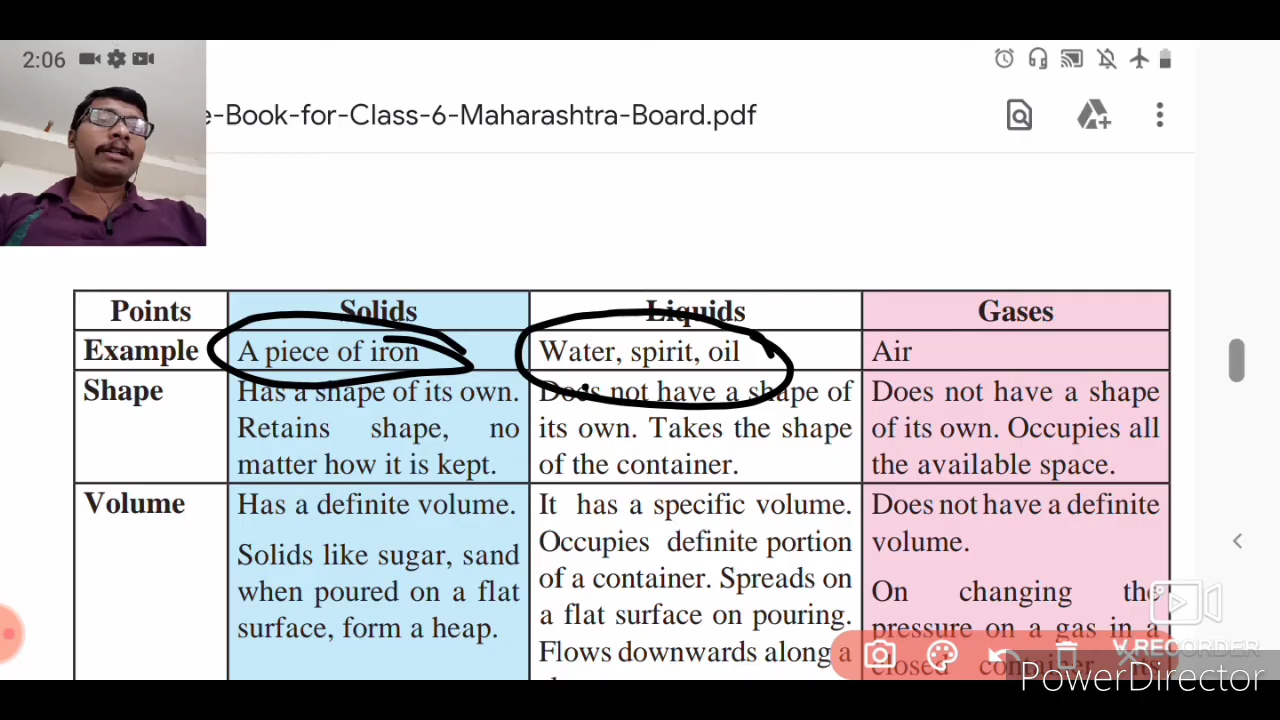 2:06
e-Book-for-Class-6-Maharashtra-Board.pdf
Points Solids Liquids Gases
Example A piece of iron Water, spirit, oil Air
Shape Has a shape of its own. Does not have a shape of Does not have a shape
Retains shape, no its own. Takes the shape of its own. Occupies all
matter how it is kept. of the container. the available space.
Volume Has a definite volume. It has a specific volume. Does not have a definite
Solids like sugar, sand Occupies definite portion volume.
when poured on a flat of a container. Spreads on On changing the
surface, form a heap. a flat surface on pouring. pressure on a gas in a
Flows downwards along a closed container
RECORDER
PowerDirector